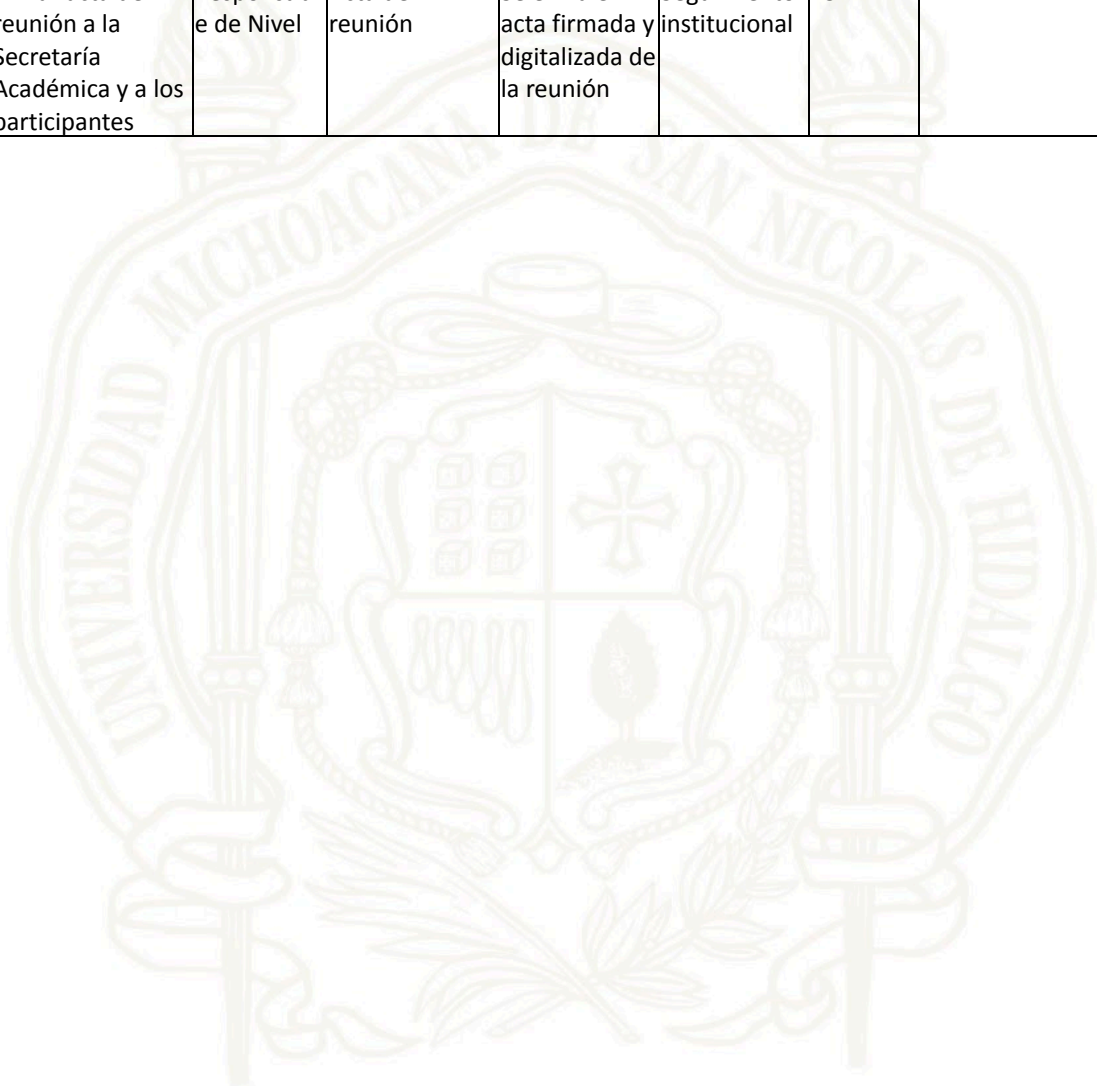 reunión a la
Secretaría
Académica y a los
participantes
e de Nivel
reunión
acta firmada y
digitalizada de
la reunión
institucional
UNIVERSIDAD MICHOACANA DE SAN NICOLAS DE HIDALGO